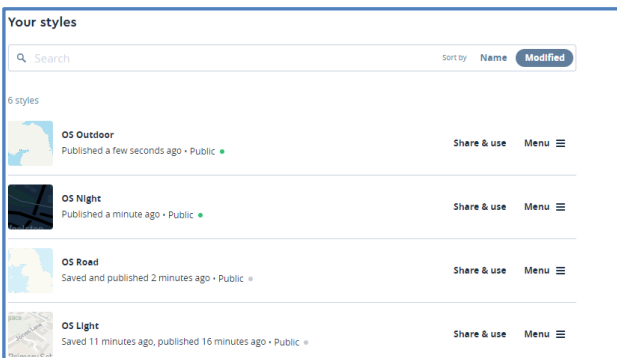 Your styles
Search
Sort by Name Modified
6 styles
OS Outdoor
Published a few seconds ago • Public
Share & use Menu
OS Night
Published a minute ago • Public
Share & use Menu
OS Road
Saved and published 2 minutes ago • Public
Share & use Menu
OS Light
Saved 11 minutes ago, published 16 minutes ago • Public
Share & use Menu